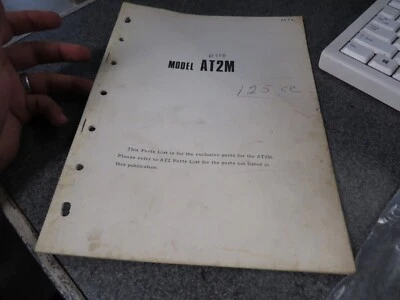 MODEL AT2M
125 cc
This Parts List is for the exclusive parts for the AT2M.
Please refer to AT2 Parts List for the parts not listed in
this publication.